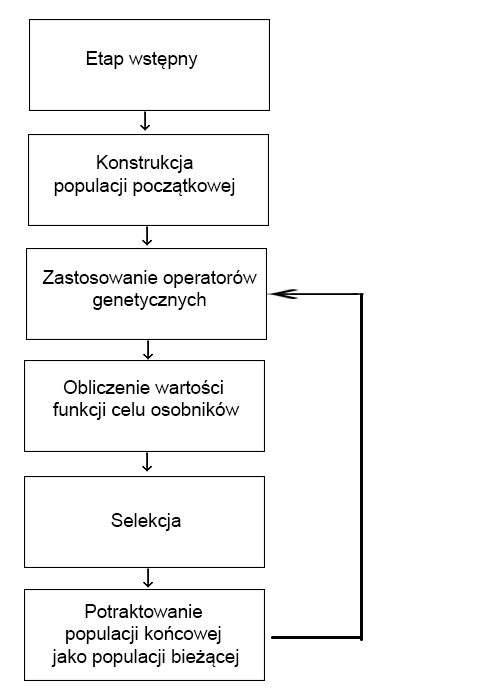 Etap wstępny
Konstrukcja
populacji początkowej
Zastosowanie operatorów
genetycznych
Obliczenie wartości
funkcji celu osobników
Selekcja
Potraktowanie
populacji końcowej
jako populacji bieżącej